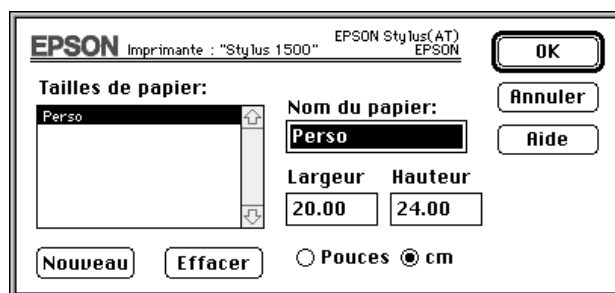 EPSON Imprimante : "Stylus 1500" EPSON Stylus(AT)
EPSON
OK
Annuler
Aide
Tailles de papier:
Perso
Nom du papier:
Perso
Largeur Hauteur
20.00 24.00
Nouveau Effacer Pouces cm